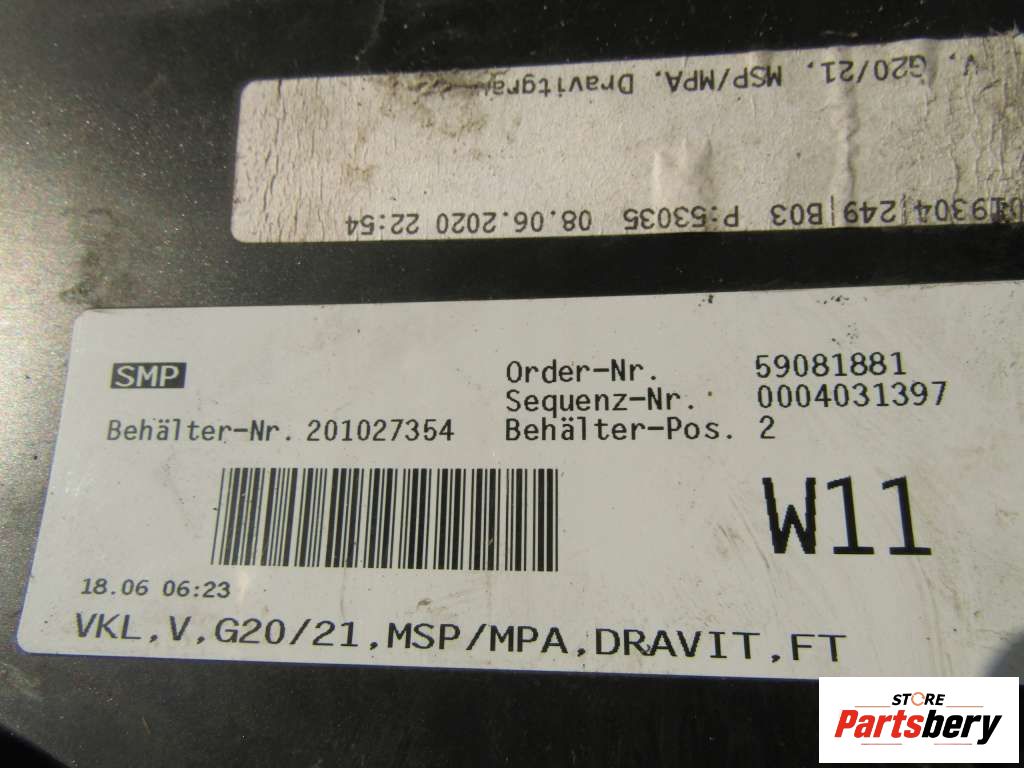 V. G20/21, MSP/MPA, Dravitgra
019304|249|B03 P:53035 08.06.2020 22:54
SMP
Order-Nr. 59081881
Sequenz-Nr. 0004031397
Behälter-Nr. 201027354 Behälter-Pos. 2
W11
18.06 06:23
VKL,V,G20/21,MSP/MPA,DRAVIT,FT
STORE
Partsbery